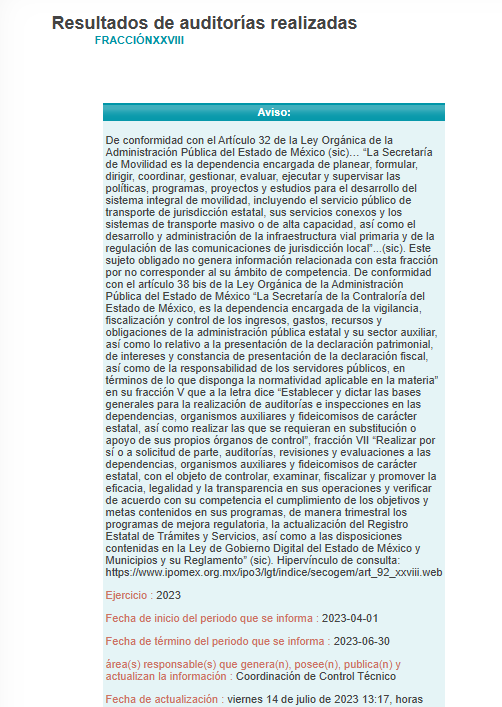 Resultados de auditorías realizadas
FRACCIÓNXXVIII
Aviso:
De conformidad con el Artículo 32 de la Ley Orgánica de la
Administración Pública del Estado de México (sic)... “La Secretaría
de Movilidad es la dependencia encargada de planear, formular,
dirigir, coordinar, gestionar, evaluar, ejecutar y supervisar las
políticas, programas, proyectos y estudios para el desarrollo del
sistema integral de movilidad, incluyendo el servicio público de
transporte de jurisdicción estatal, sus servicios conexos y los
sistemas de transporte masivo o de alta capacidad, así como el
desarrollo y administración de la infraestructura vial primaria y de la
regulación de las comunicaciones de jurisdicción local”...(sic). Este
sujeto obligado no genera información relacionada con esta fracción
por no corresponder al su ámbito de competencia. De conformidad
con el artículo 38 bis de la Ley Orgánica de la Administración
Pública del Estado de México “La Secretaría de la Contraloría del
Estado de México, es la dependencia encargada de la vigilancia,
fiscalización y control de los ingresos, gastos, recursos y
obligaciones de la administración pública estatal y su sector auxiliar,
así como lo relativo a la presentación de la declaración patrimonial,
de intereses y constancia de presentación de la declaración fiscal,
así como de la responsabilidad de los servidores públicos, en
términos de lo que disponga la normatividad aplicable en la materia”
en su fracción V que a la letra dice “Establecer y dictar las bases
generales para la realización de auditorías e inspecciones en las
dependencias, organismos auxiliares y fideicomisos de carácter
estatal, así como realizar las que se requieran en substitución o
apoyo de sus propios órganos de control”, fracción VII “Realizar por
sí o a solicitud de parte, auditorías, revisiones y evaluaciones a las
dependencias, organismos auxiliares y fideicomisos de carácter
estatal, con el objeto de controlar, examinar, fiscalizar y promover la
eficacia, legalidad y la transparencia en sus operaciones y verificar
de acuerdo con su competencia el cumplimiento de los objetivos y
metas contenidos en sus programas, de manera trimestral los
programas de mejora regulatoria, la actualización del Registro
Estatal de Trámites y Servicios, así como a las disposiciones
contenidas en la Ley de Gobierno Digital del Estado de México y
Municipios y su Reglamento” (sic). Hipervínculo de consulta:
https://www.ipomex.org.mx/ipo3/lgt/indice/secogem/art_92_xxviii.web
Ejercicio : 2023
Fecha de inicio del periodo que se informa : 2023-04-01
Fecha de término del periodo que se informa : 2023-06-30
área(s) responsable(s) que genera(n), posee(n), publica(n) y
actualizan la información : Coordinación de Control Técnico
Fecha de actualización : viernes 14 de julio de 2023 13:17, horas